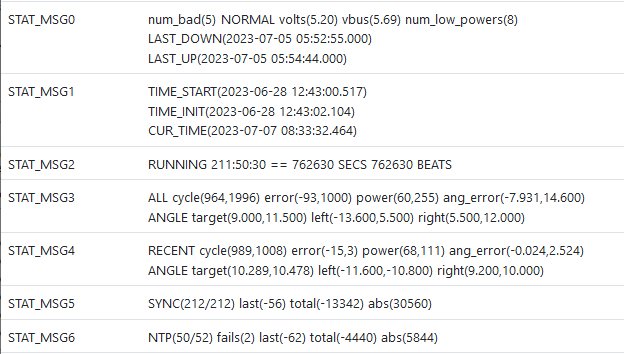 STAT_MSG0 num_bad(5) NORMAL volts(5.20) vbus(5.69) num_low_powers(8)
LAST_DOWN(2023-07-05 05:52:55.000)
LAST_UP(2023-07-05 05:54:44.000)
STAT_MSG1 TIME_START(2023-06-28 12:43:00.517)
TIME_INIT(2023-06-28 12:43:02.104)
CUR_TIME(2023-07-07 08:33:32.464)
STAT_MSG2 RUNNING 211:50:30 == 762630 SECS 762630 BEATS
STAT_MSG3 ALL cycle(964,1996) error(-93,1000) power(60,255) ang_error(-7.931,14.600)
ANGLE target(9.000,11.500) left(-13.600,5.500) right(5.500,12.000)
STAT_MSG4 RECENT cycle(989,1008) error(-15,3) power(68,111) ang_error(-0.024,2.524)
ANGLE target(10.289,10.478) left(-11.600,-10.800) right(9.200,10.000)
STAT_MSG5 SYNC(212/212) last(-56) total(-13342) abs(30560)
STAT_MSG6 NTP(50/52) fails(2) last(-62) total(-4440) abs(5844)